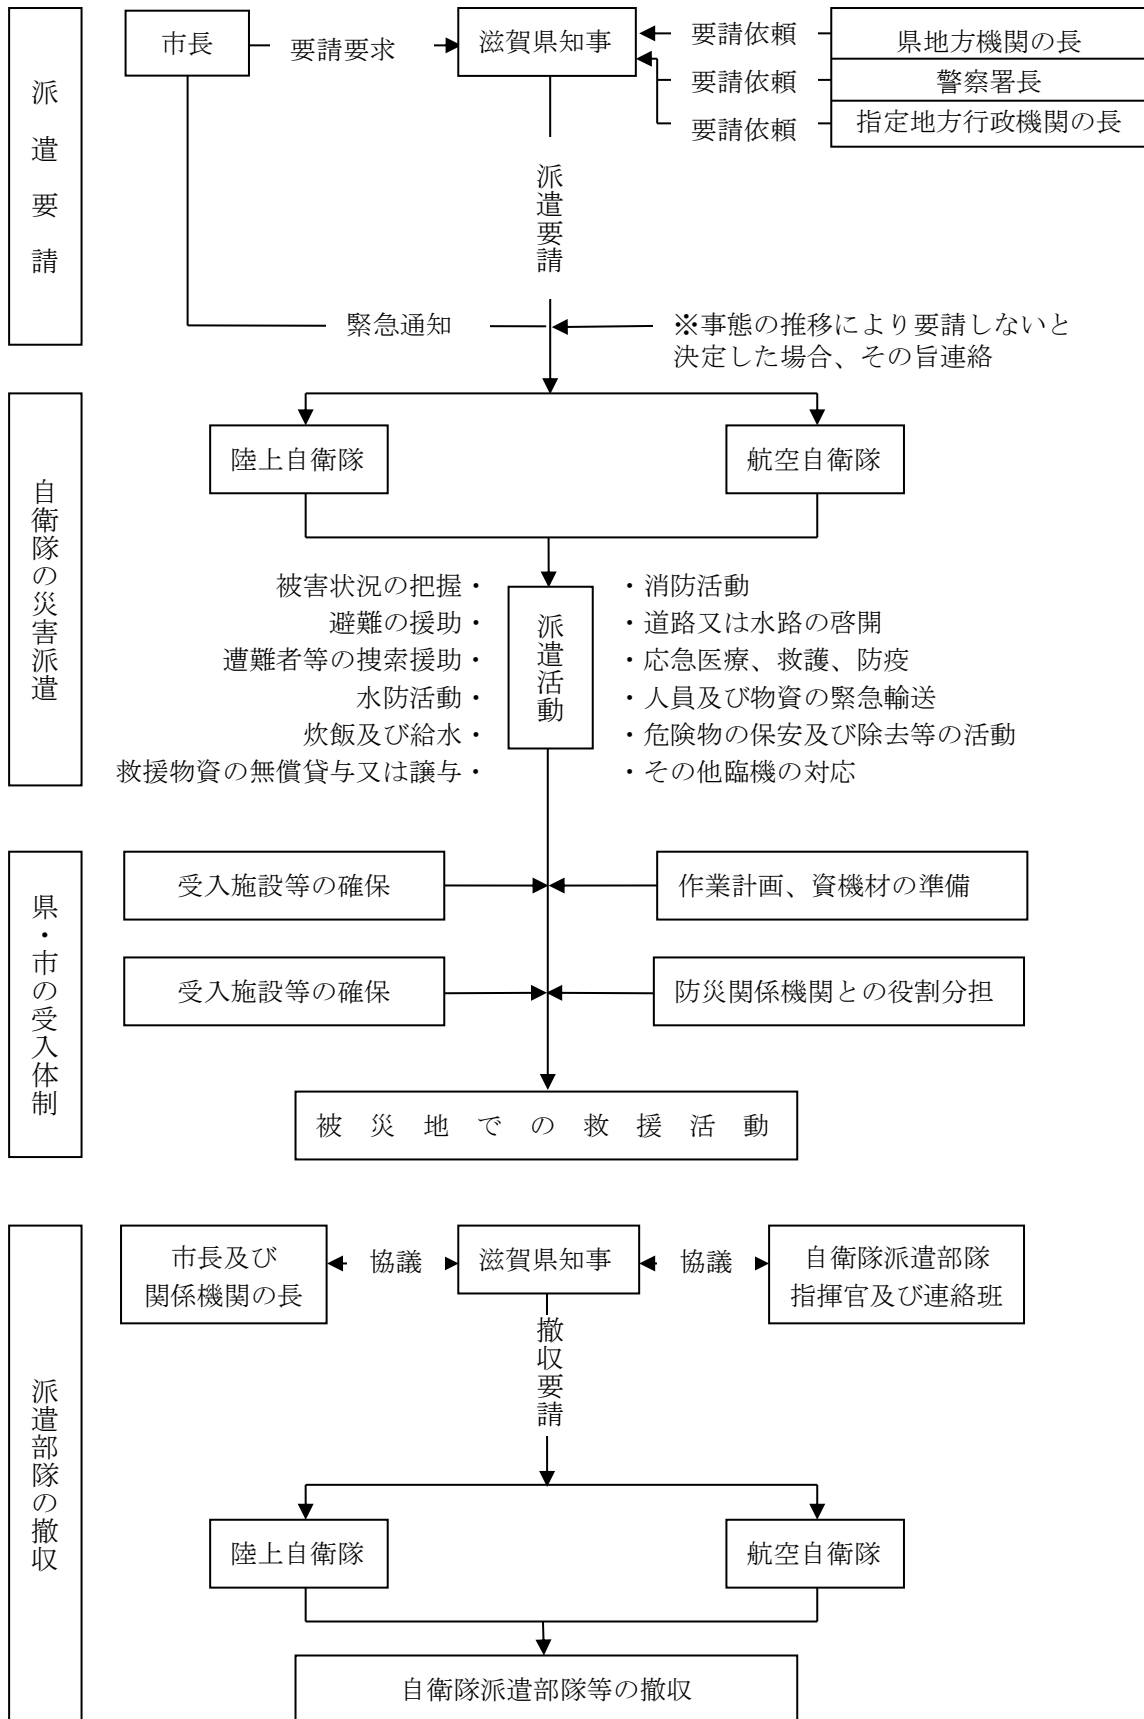 派遣要請
市長
要請要求
滋賀県知事
要請依頼
県地方機関の長
要請依頼
警察署長
要請依頼
指定地方行政機関の長
派遣要請
緊急通知
※事態の推移により要請しないと
決定した場合、その旨連絡
自衛隊の災害派遣
陸上自衛隊
航空自衛隊
派遣活動
被害状況の把握・
避難の援助・
遭難者等の捜索援助・
水防活動・
炊飯及び給水・
救援物資の無償貸与又は譲与・
・消防活動
・道路又は水路の啓開
・応急医療、救護、防疫
・人員及び物資の緊急輸送
・危険物の保安及び除去等の活動
・その他臨機の対応
県・市の受入体制
受入施設等の確保
作業計画、資機材の準備
受入施設等の確保
防災関係機関との役割分担
被災地での救援活動
派遣部隊の撤収
市長及び
関係機関の長
協議
滋賀県知事
協議
自衛隊派遣部隊
指揮官及び連絡班
撤収要請
陸上自衛隊
航空自衛隊
自衛隊派遣部隊等の撤収